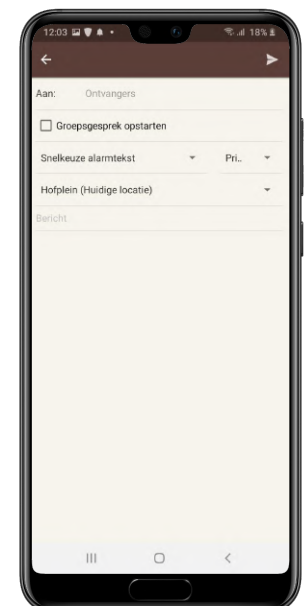 12:03 18%
Aan: Ontvangers
Groepsgesprek opstarten
Snelkeuze alarmtekst Pri..
Hofplein (Huidige locatie)
Bericht